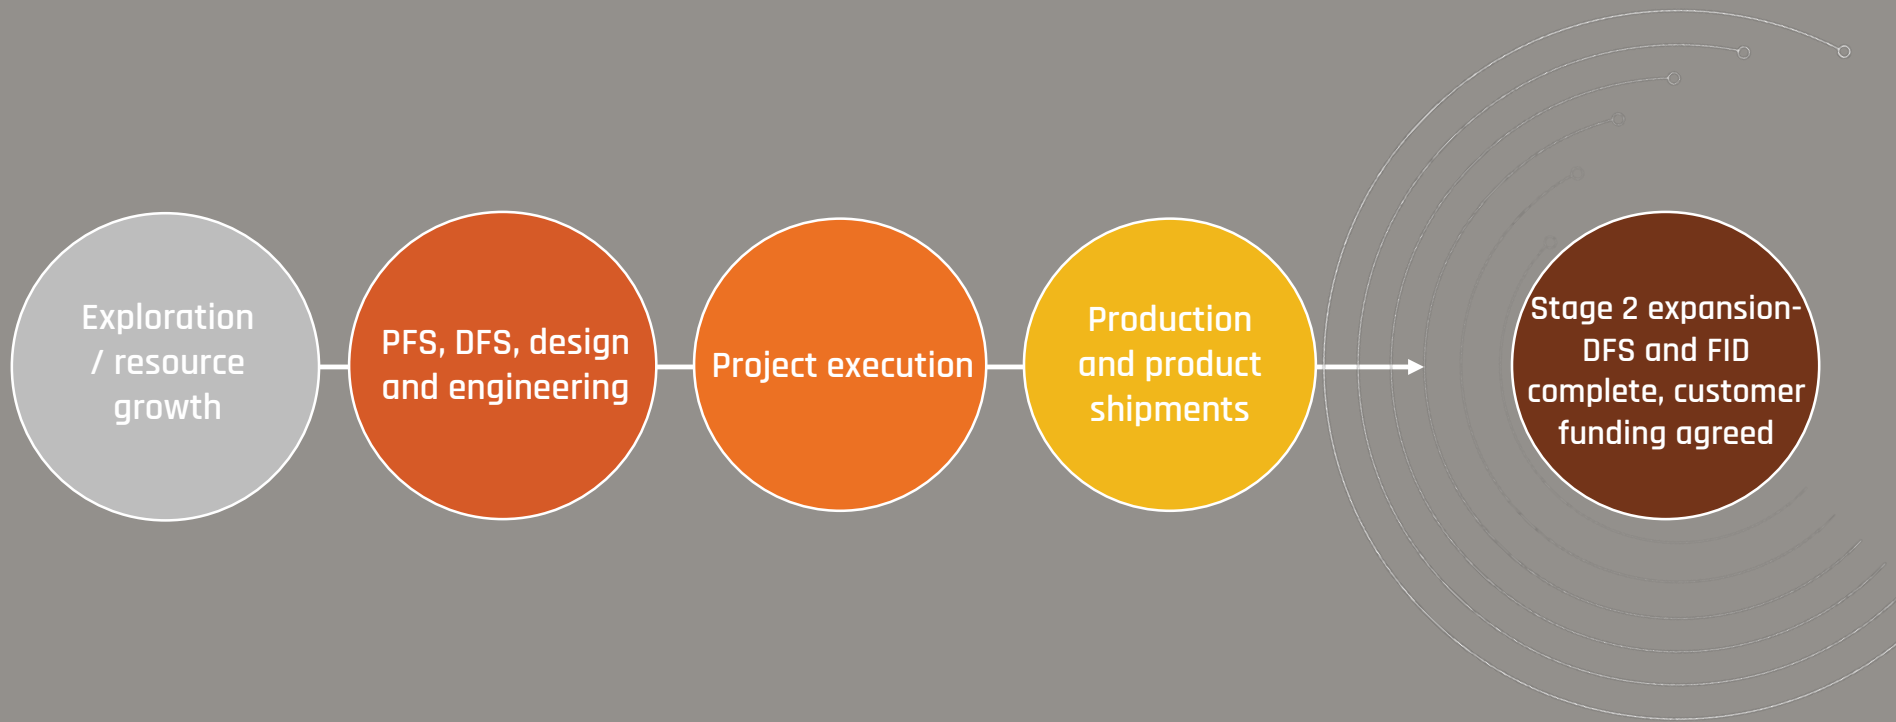 Exploration
/ resource
growth
PFS, DFS, design
and engineering
Project execution
Production
and product
shipments
Stage 2 expansion-
DFS and FID
complete, customer
funding agreed